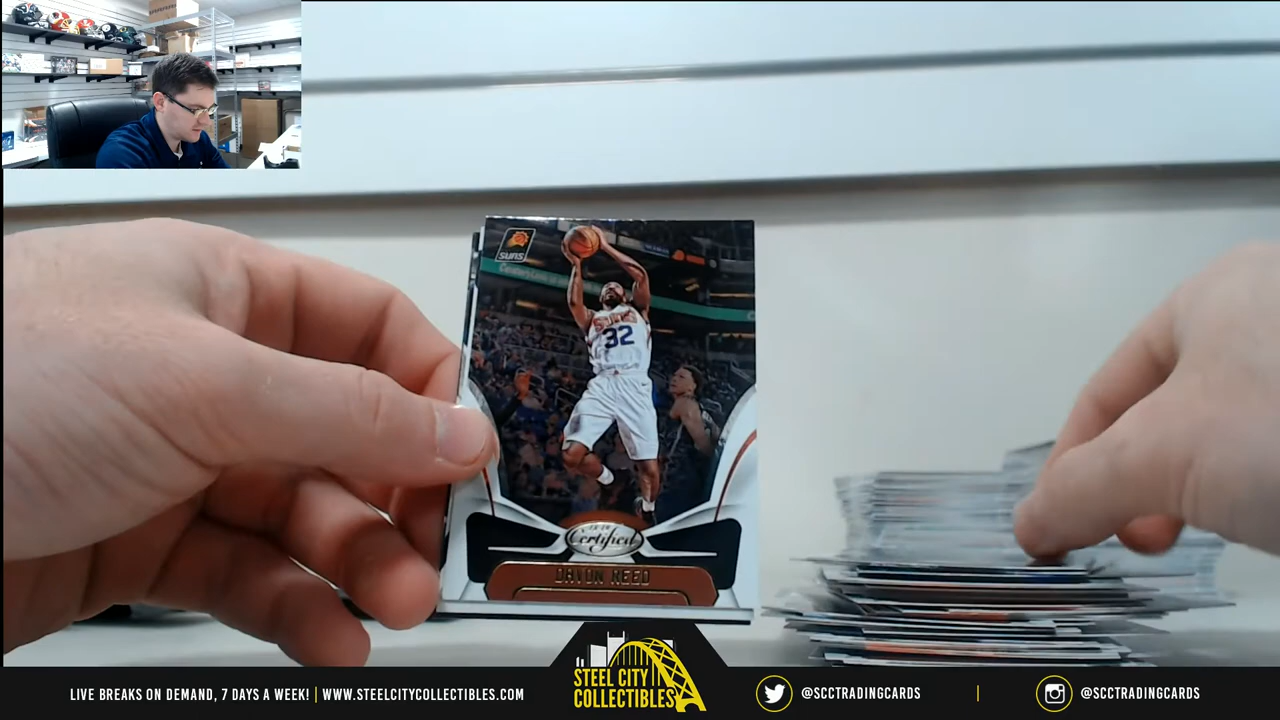 SUNS
SUNS
32
Certified
DAVON REED
STEEL CITY
COLLECTIBLES
LIVE BREAKS ON DEMAND, 7 DAYS A WEEK! | WWW.STEELCITYCOLLECTIBLES.COM
@SCCTRADINGCARDS
@SCCTRADINGCARDS